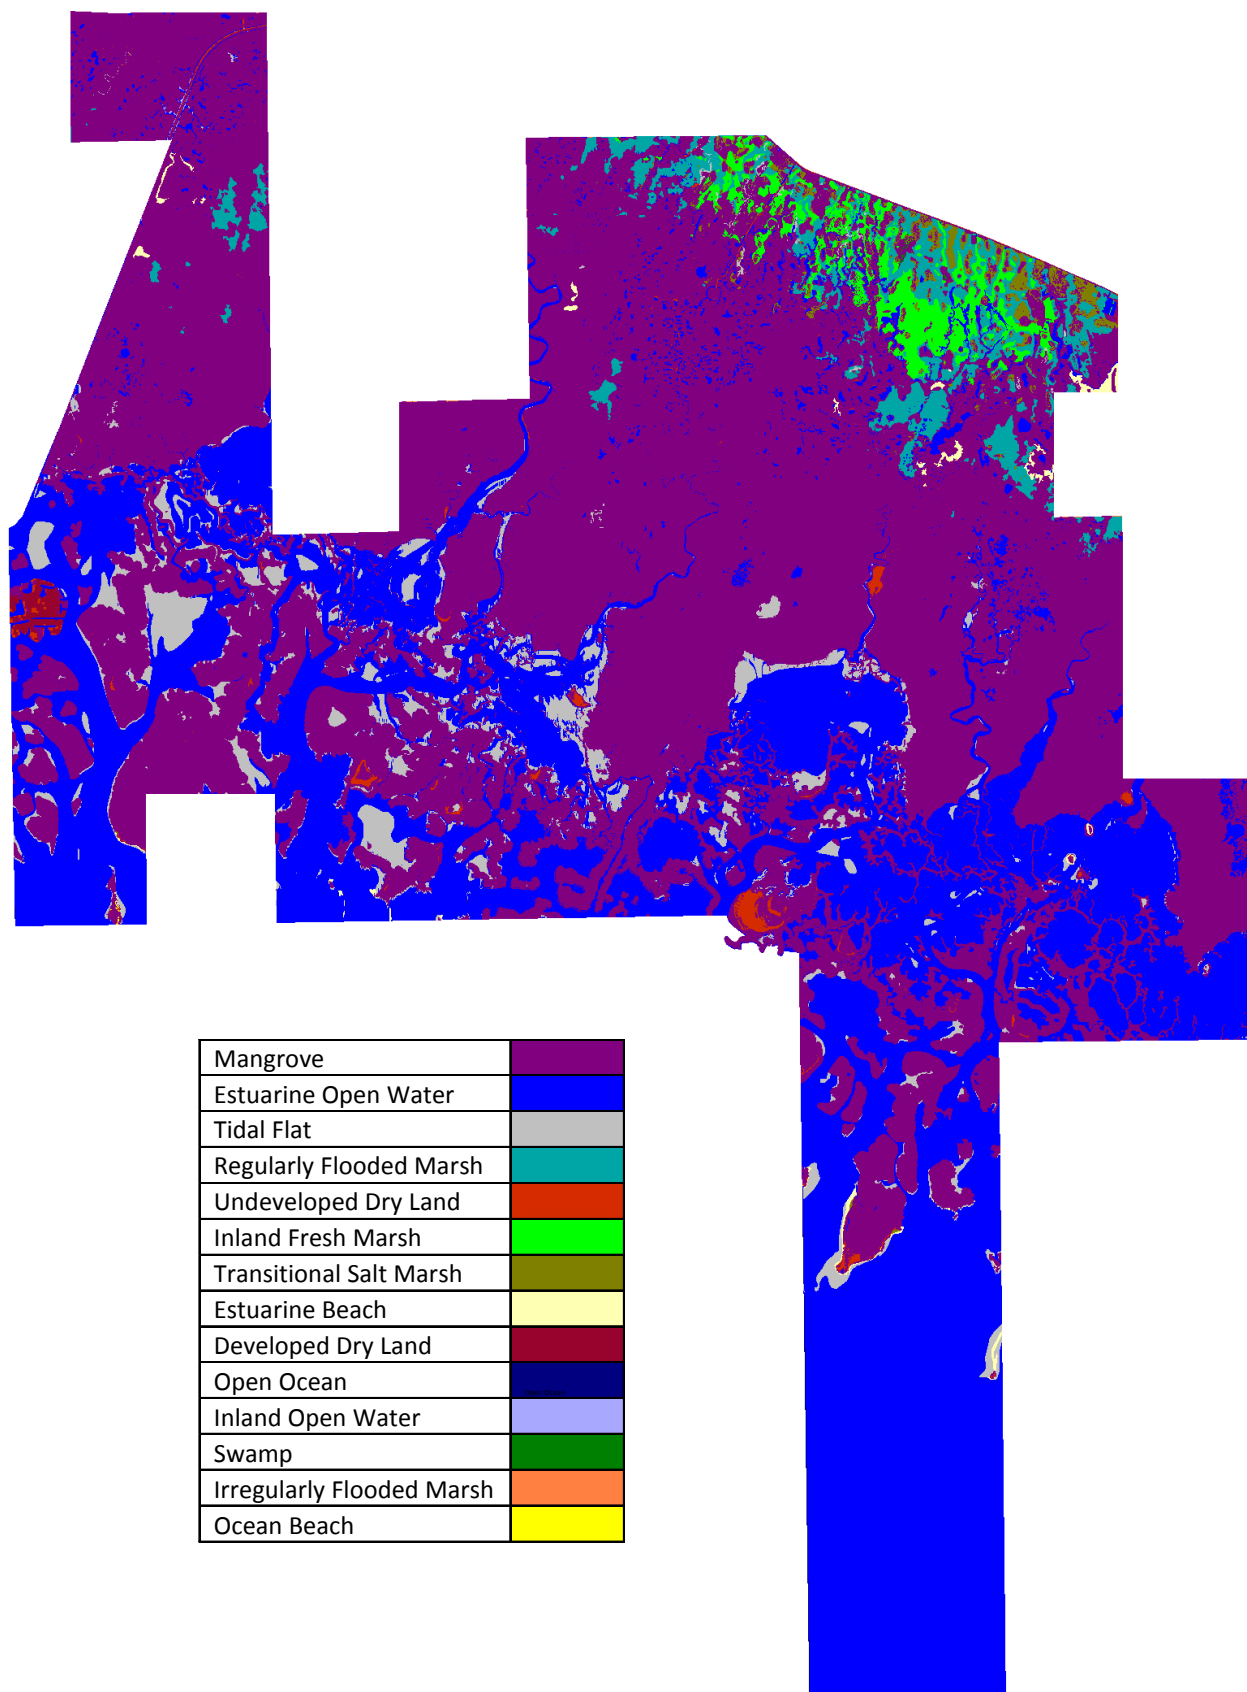 Mangrove
Estuarine Open Water
Tidal Flat
Regularly Flooded Marsh
Undeveloped Dry Land
Inland Fresh Marsh
Transitional Salt Marsh
Estuarine Beach
Developed Dry Land
Open Ocean
Inland Open Water
Swamp
Irregularly Flooded Marsh
Ocean Beach